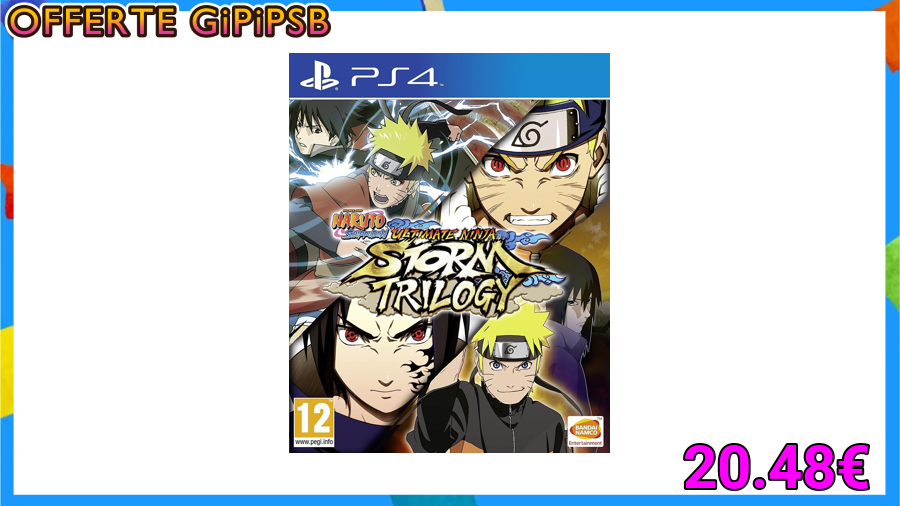 OFFERTE GiPiPSB
PS4
NARUTO
SHIPPUDEN
ULTIMATE NINJA
STORM
TRILOGY
12
www.pegi.info
BANDAI
NAMCO
Entertainment
20.48€